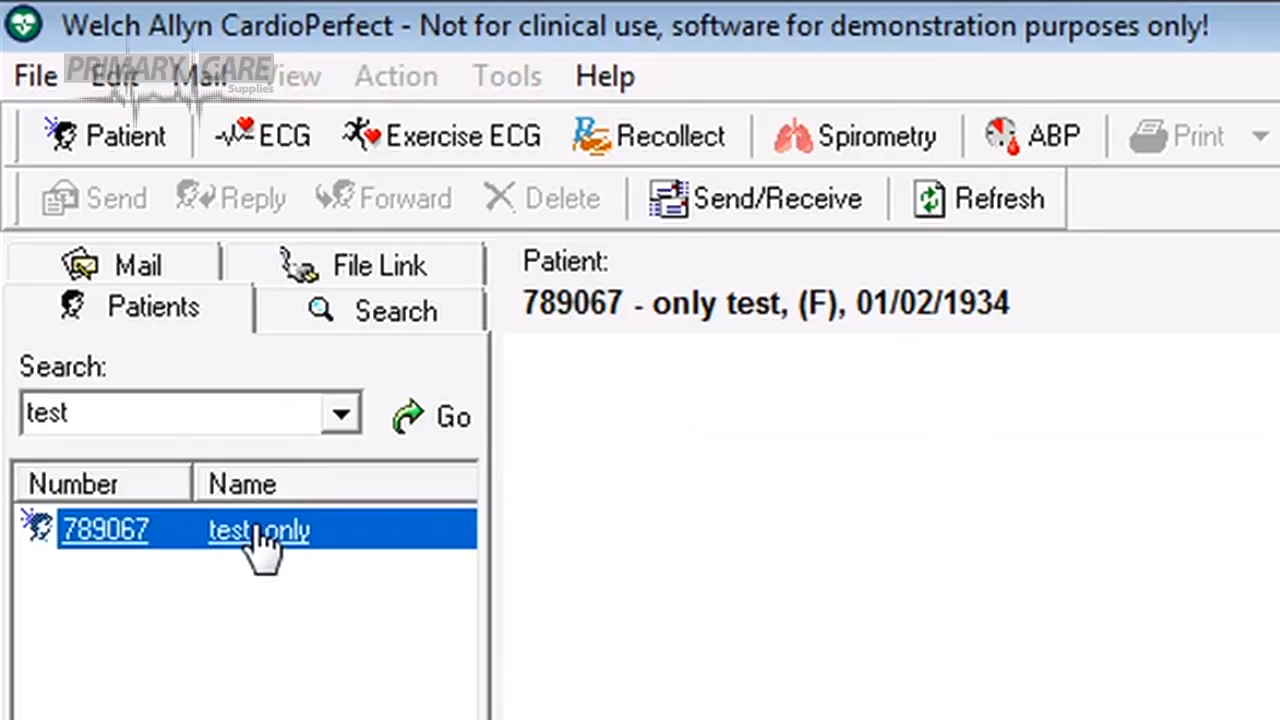 Welch Allyn CardioPerfect - Not for clinical use, software for demonstration purposes only!
File Edit Mail View Action Tools Help
PRIMARY CARE
Supplies
Patient ECG Exercise ECG Recollect Spirometry ABP Print
Send Reply Forward Delete Send/Receive Refresh
Mail File Link
Patients Search
Patient:
789067 - only test, (F), 01/02/1934
Search:
test Go
Number Name
789067 test, only